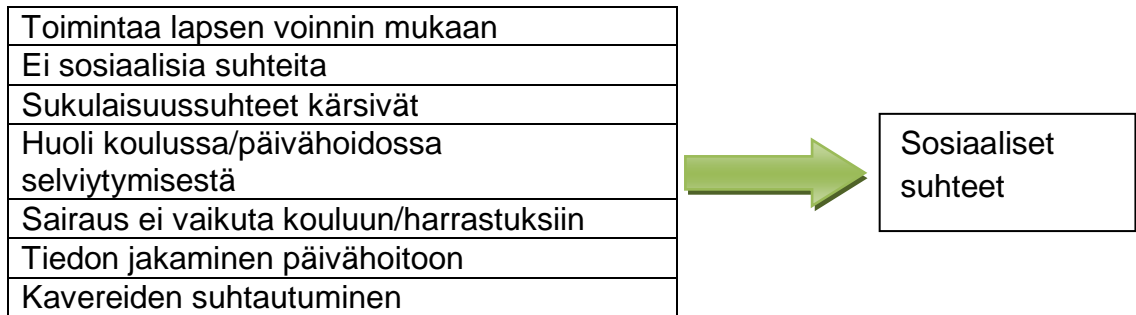 Toimintaa lapsen voinnin mukaan
Ei sosiaalisia suhteita
Sukulaisuussuhteet kärsivät
Huoli koulussa/päivähoidossa
selviytymisestä
Sairaus ei vaikuta kouluun/harrastuksiin
Tiedon jakaminen päivähoitoon
Kavereiden suhtautuminen
Sosiaaliset
suhteet